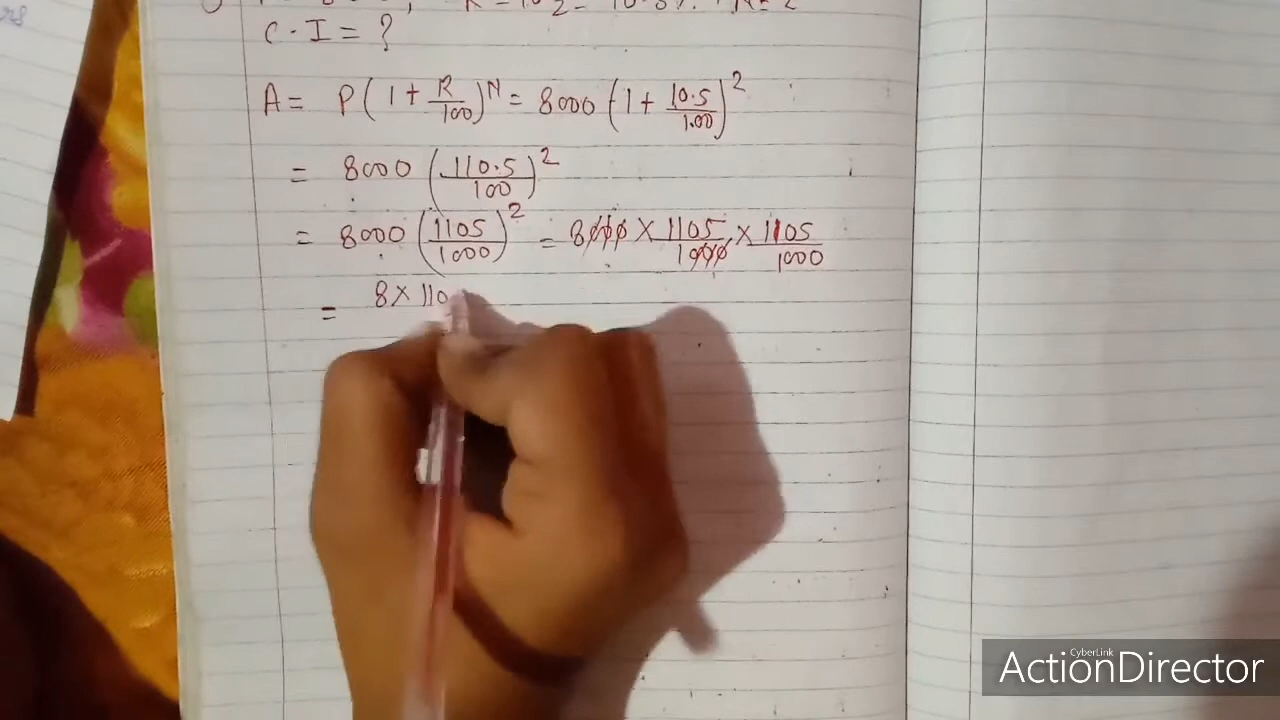 C.I = ?
A = P(1 + R/100)^N = 8000 (1 + 10.5/100)^2
= 8000 (110.5/100)^2
= 8000 (1105/1000)^2 = 8000 × 1105/1000 × 1105/1000
= 8 × 110
CyberLink
ActionDirector